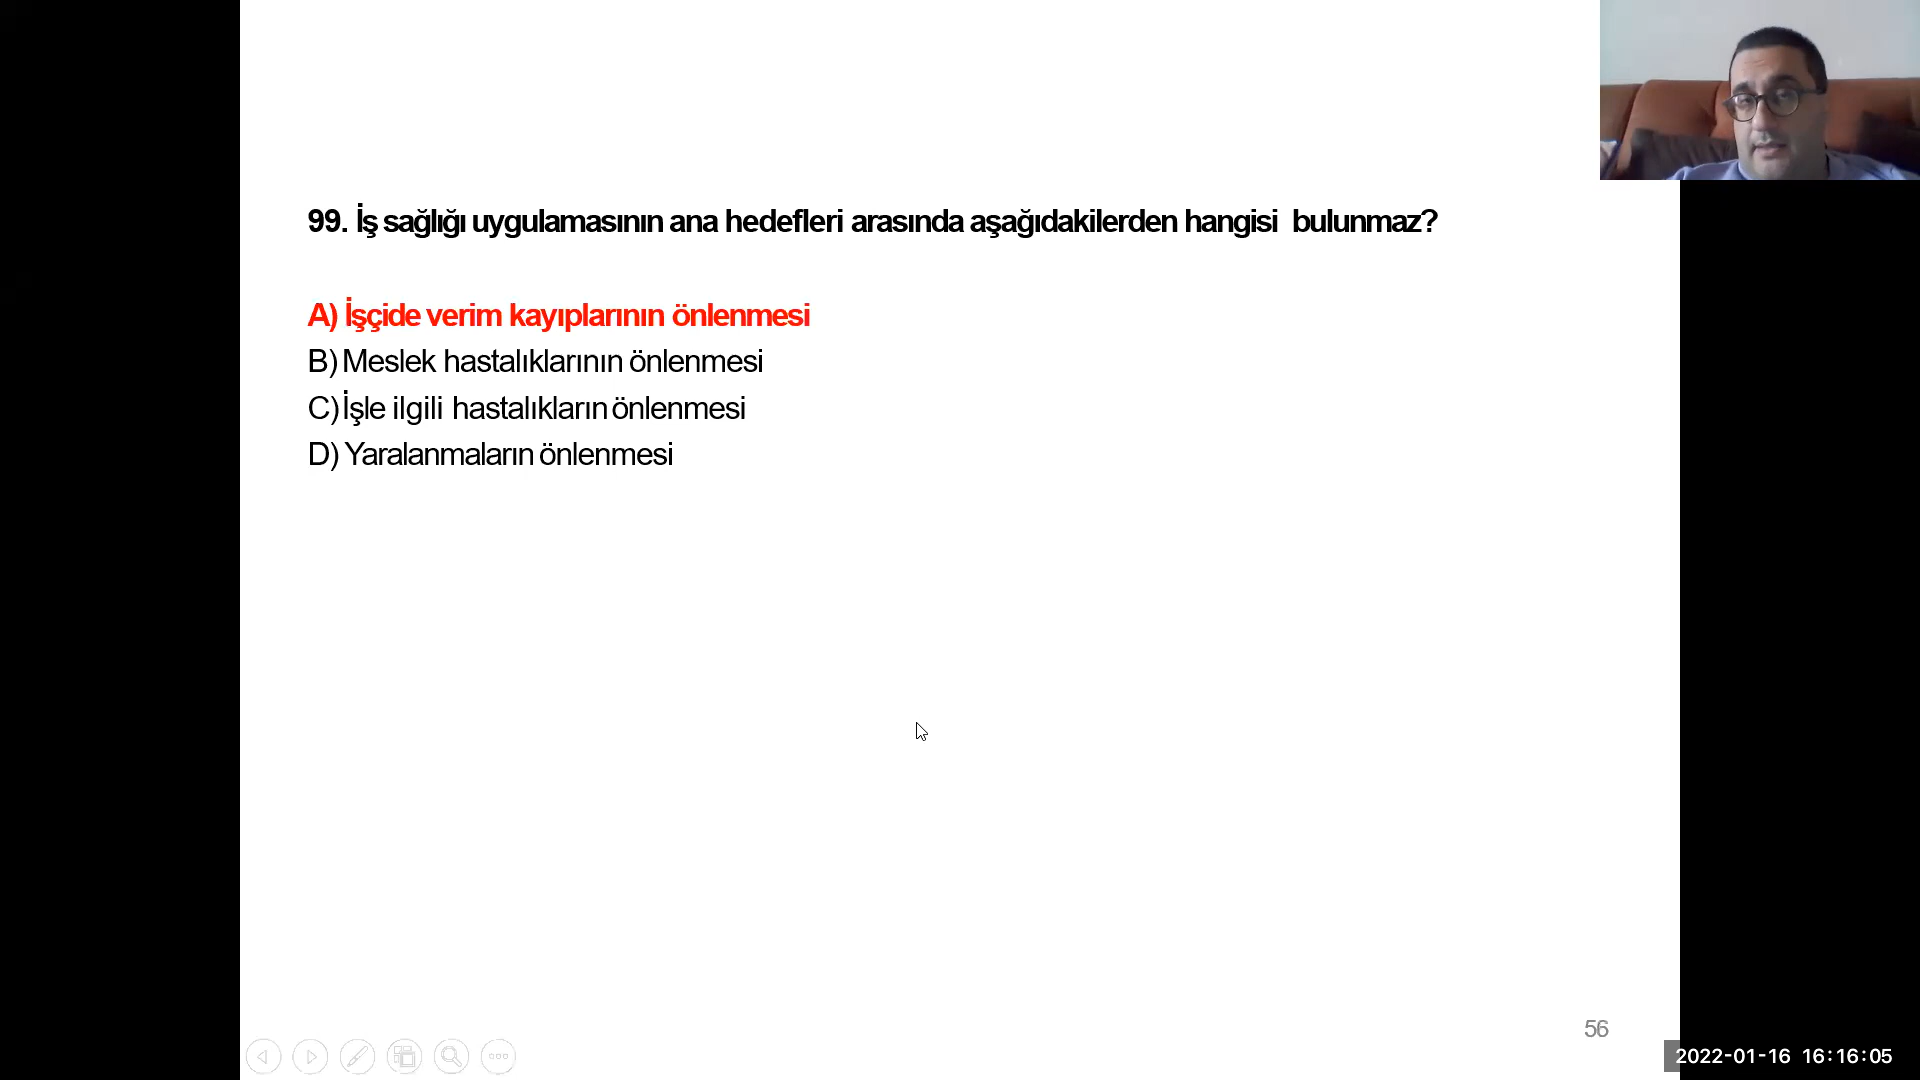 99. İş sağlığı uygulamasının ana hedefleri arasında aşağıdakilerden hangisi bulunmaz?
A) İşçide verim kayıplarının önlenmesi
B) Meslek hastalıklarının önlenmesi
C) İşle ilgili hastalıkların önlenmesi
D) Yaralanmaların önlenmesi
56
2022-01-16 16:16:05